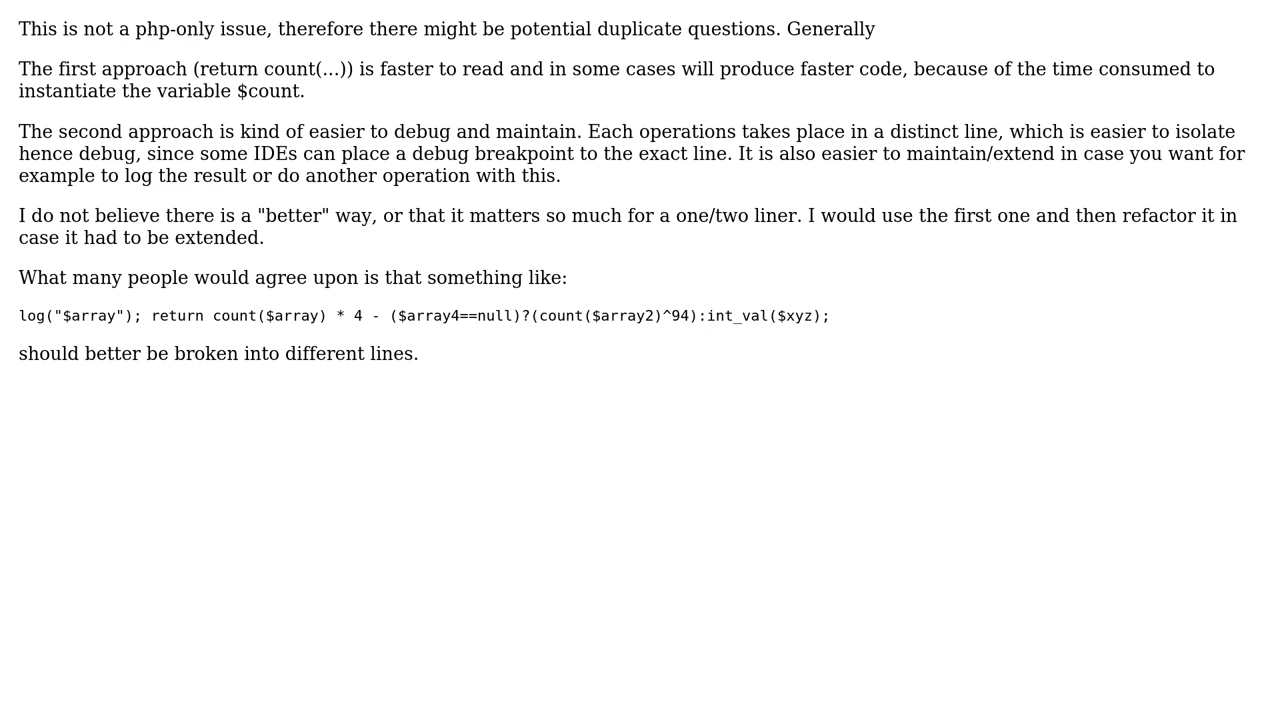 This is not a php-only issue, therefore there might be potential duplicate questions. Generally
The first approach (return count(...)) is faster to read and in some cases will produce faster code, because of the time consumed to
instantiate the variable $count.
The second approach is kind of easier to debug and maintain. Each operations takes place in a distinct line, which is easier to isolate
hence debug, since some IDEs can place a debug breakpoint to the exact line. It is also easier to maintain/extend in case you want for
example to log the result or do another operation with this.
I do not believe there is a "better" way, or that it matters so much for a one/two liner. I would use the first one and then refactor it in
case it had to be extended.
What many people would agree upon is that something like:
log("$array"); return count($array) * 4 - ($array4==null)?(count($array2)^94):int_val($xyz);
should better be broken into different lines.